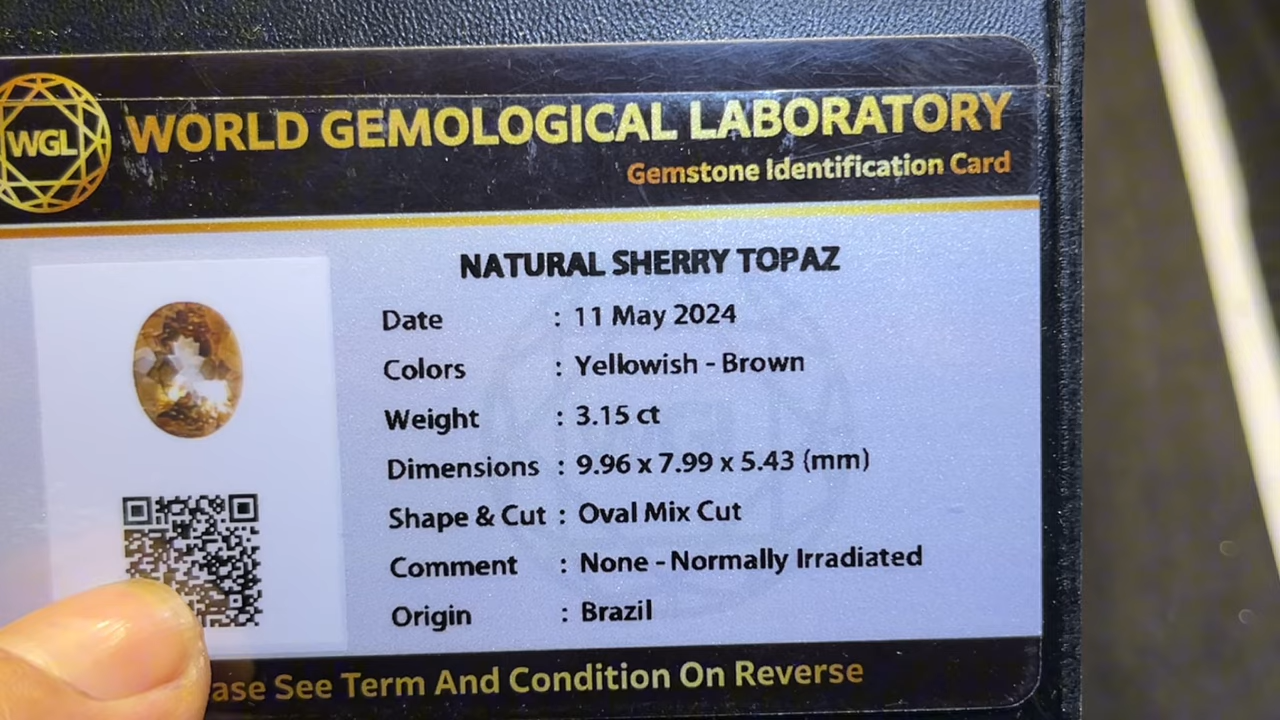 WGL
WORLD GEMOLOGICAL LABORATORY
Gemstone Identification Card
NATURAL SHERRY TOPAZ
Date : 11 May 2024
Colors : Yellowish - Brown
Weight : 3.15 ct
Dimensions : 9.96 x 7.99 x 5.43 (mm)
Shape & Cut : Oval Mix Cut
Comment : None - Normally Irradiated
Origin : Brazil
See Term And Condition On Reverse